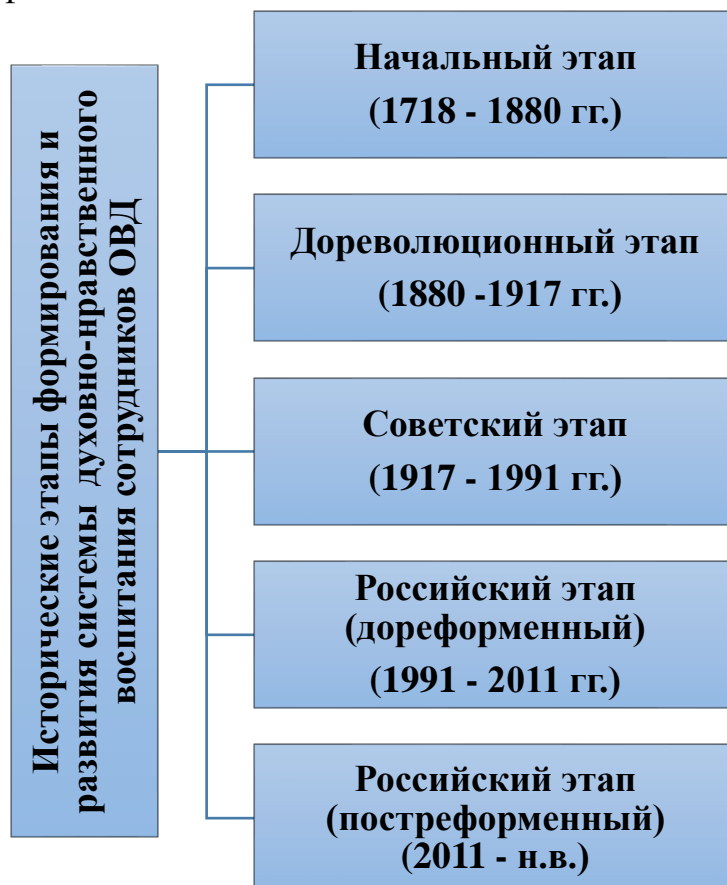 Исторические этапы формирования и
развития системы духовно-нравственного
воспитания сотрудников ОВД
Начальный этап
(1718 - 1880 гг.)
Дореволюционный этап
(1880 -1917 гг.)
Советский этап
(1917 - 1991 гг.)
Российский этап
(дореформенный)
(1991 - 2011 гг.)
Российский этап
(постреформенный)
(2011 - н.в.)